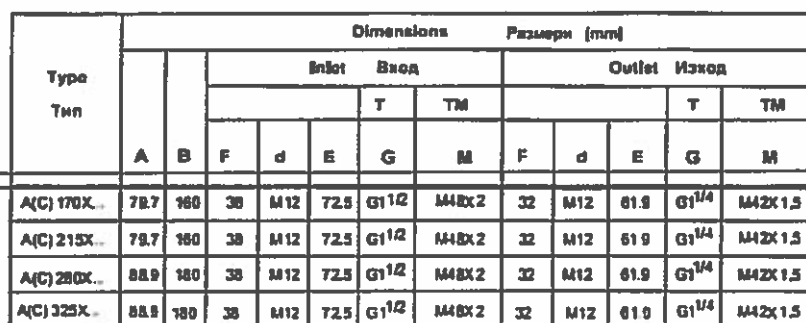 Dimensions Размери [mm]
Type
Тип
Inlet Вход Outlet Изход
T TM T TM
A B F d E G M F d E G M
A(C) 170X.. 79.7 160 38 M12 72.5 G1 1/2 M48X2 32 M12 61.9 G1 1/4 M42X1,5
A(C) 215X.. 79.7 160 38 M12 72.5 G1 1/2 M48X2 32 M12 61.9 G1 1/4 M42X1,5
A(C) 280X.. 88.9 180 38 M12 72.5 G1 1/2 M48X2 32 M12 61.9 G1 1/4 M42X1,5
A(C) 325X.. 88.9 180 38 M12 72.5 G1 1/2 M48X2 32 M12 61.9 G1 1/4 M42X1,5